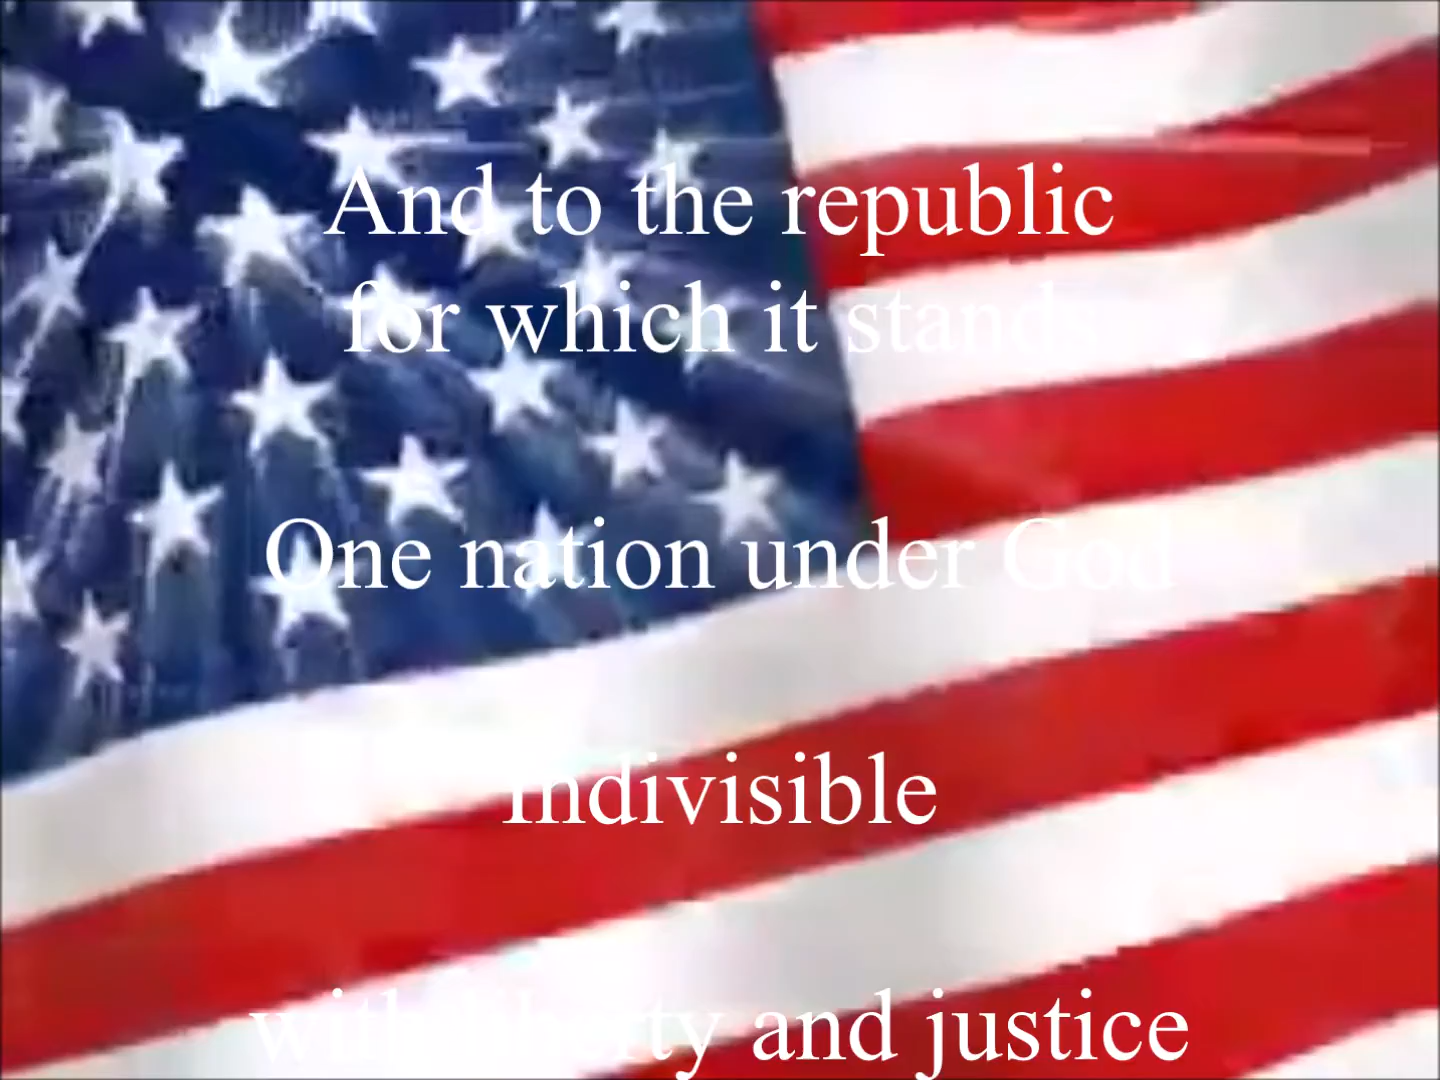 And to the republic
for which it stands
One nation under God
indivisible
with liberty and justice